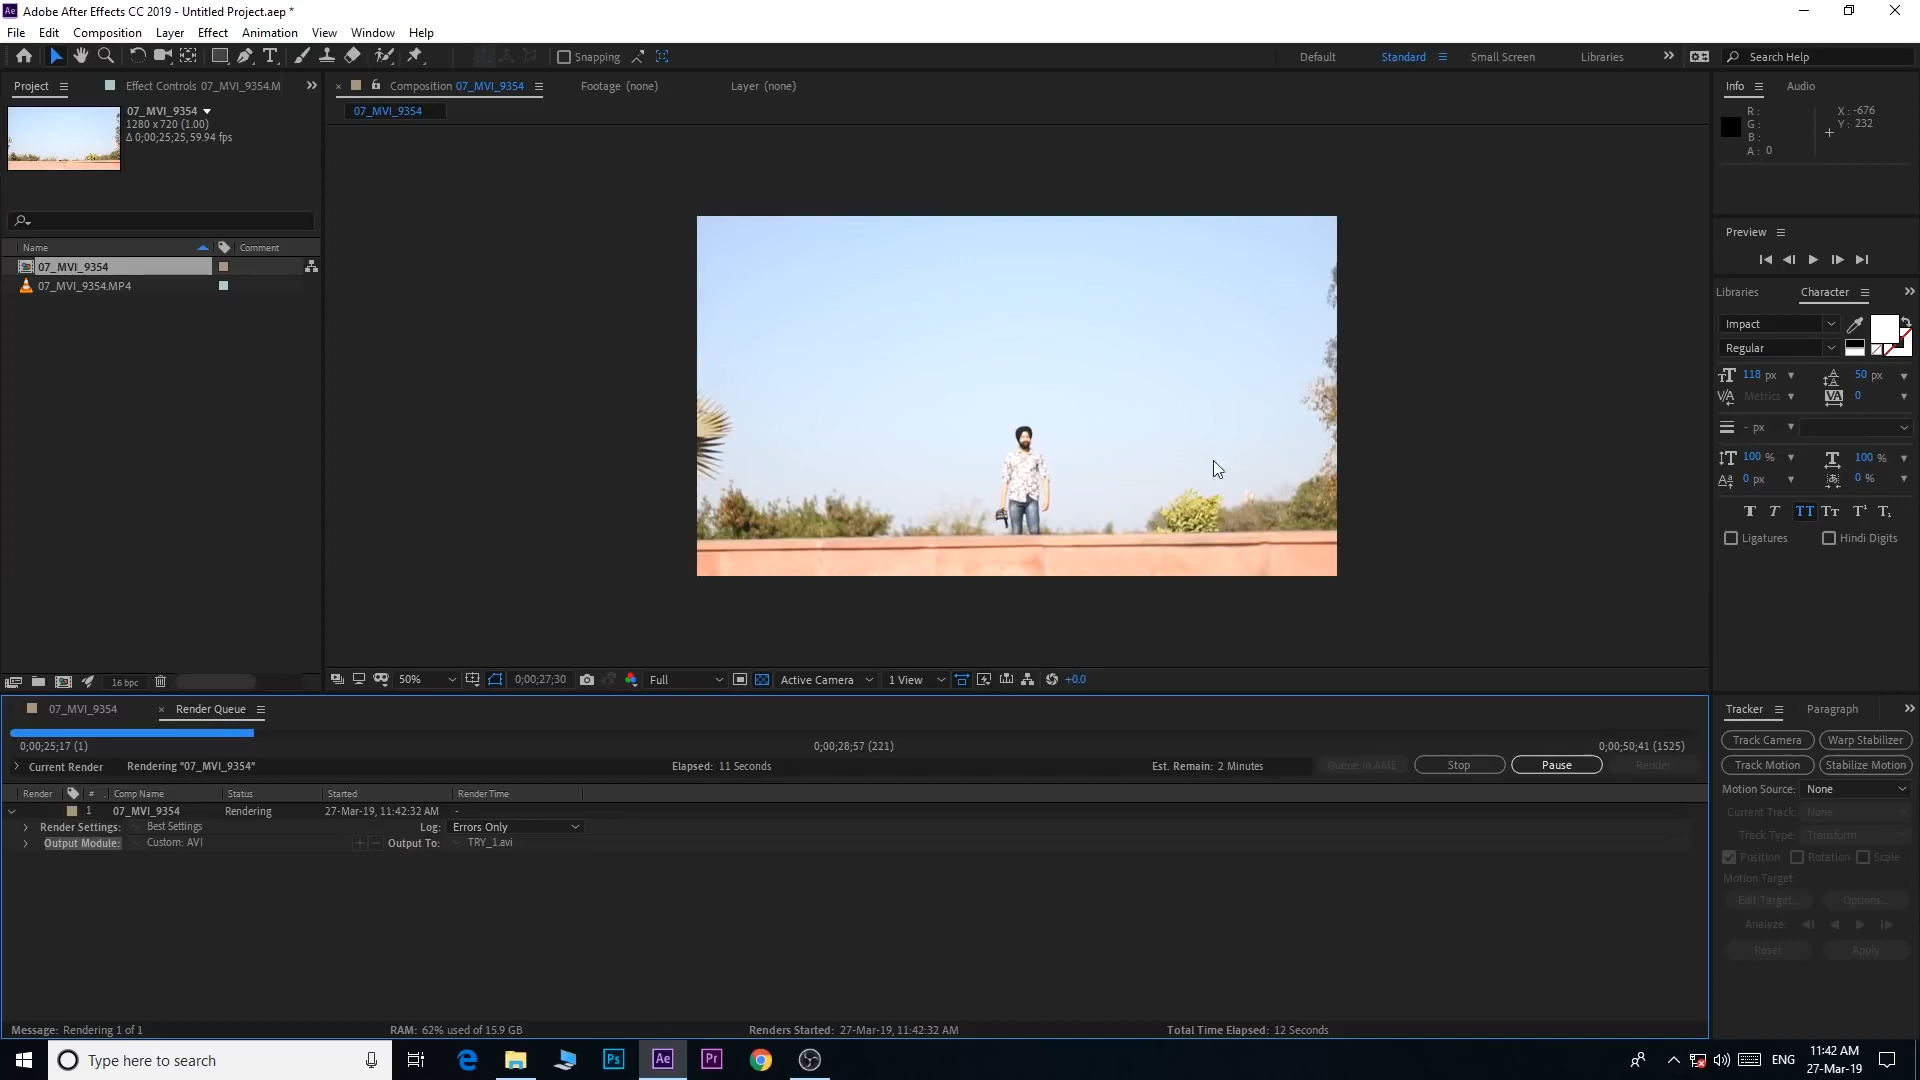 Adobe After Effects CC 2019 - Untitled Project.aep *
File Edit Composition Layer Effect Animation View Window Help
Snapping Default Standard Small Screen Libraries Search Help
Project Effect Controls 07_MVI_9354.M
Composition 07_MVI_9354 Footage (none) Layer (none)
Info Audio
07_MVI_9354
07_MVI_9354
1280 x 720 (1.00)
Δ 0;00;25;25, 59.94 fps
R : X : -676
G : Y : 232
B :
A : 0
Preview
Name Comment
07_MVI_9354
07_MVI_9354.MP4
Libraries Character
Impact
Regular
118 px 50 px
Metrics 0
- px
100 % 100 %
0 px 0 %
Ligatures Hindi Digits
16 bpc
50% 0;00;27;30 Full Active Camera 1 View +0.0
07_MVI_9354 Render Queue
Tracker Paragraph
0;00;25;17 (1) 0;00;28;57 (221) 0;00;50;41 (1525)
Current Render Rendering "07_MVI_9354" Elapsed: 11 Seconds Est. Remain: 2 Minutes Queue in AME Stop Pause Render
Render # Comp Name Status Started Render Time
1 07_MVI_9354 Rendering 27-Mar-19, 11:42:32 AM -
Render Settings: Best Settings Log: Errors Only
Output Module: Custom: AVI Output To: TRY_1.avi
Track Camera Warp Stabilizer
Track Motion Stabilize Motion
Motion Source: None
Current Track: None
Track Type: Transform
Position Rotation Scale
Motion Target:
Edit Target... Options...
Analyze:
Reset Apply
Message: Rendering 1 of 1 RAM: 62% used of 15.9 GB Renders Started: 27-Mar-19, 11:42:32 AM Total Time Elapsed: 12 Seconds
Type here to search
Ps Ae Pr
ENG
11:42 AM
27-Mar-19